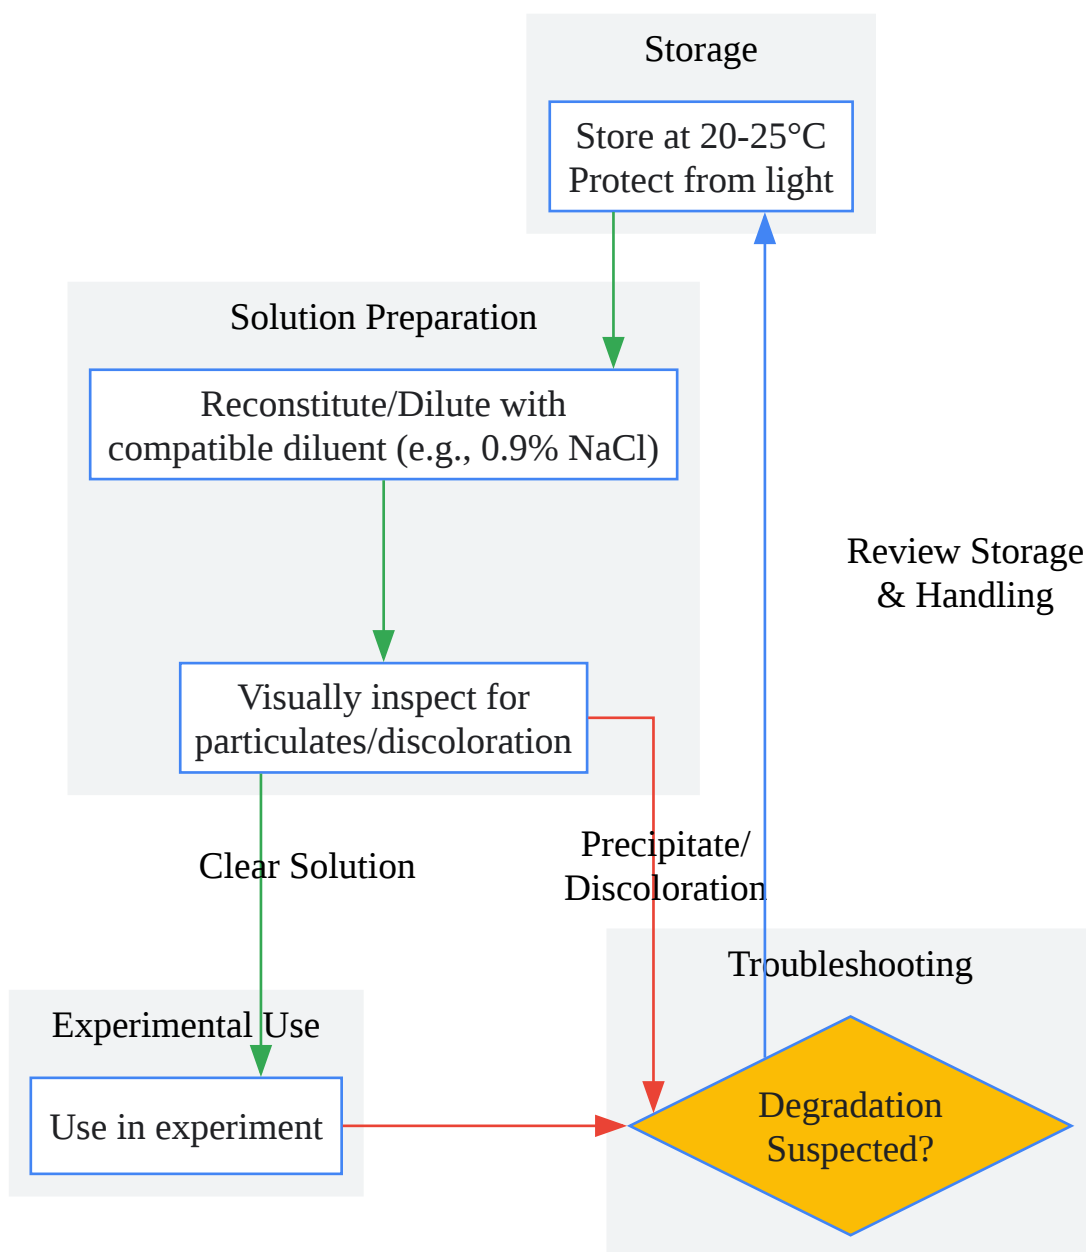 Storage
Store at 20-25°C
Protect from light
Solution Preparation
Reconstitute/Dilute with
compatible diluent (e.g., 0.9% NaCl)
Review Storage
& Handling
Visually inspect for
particulates/discoloration
Precipitate/
Discoloration
Clear Solution
Troubleshooting
Experimental Use
Degradation
Suspected?
Use in experiment